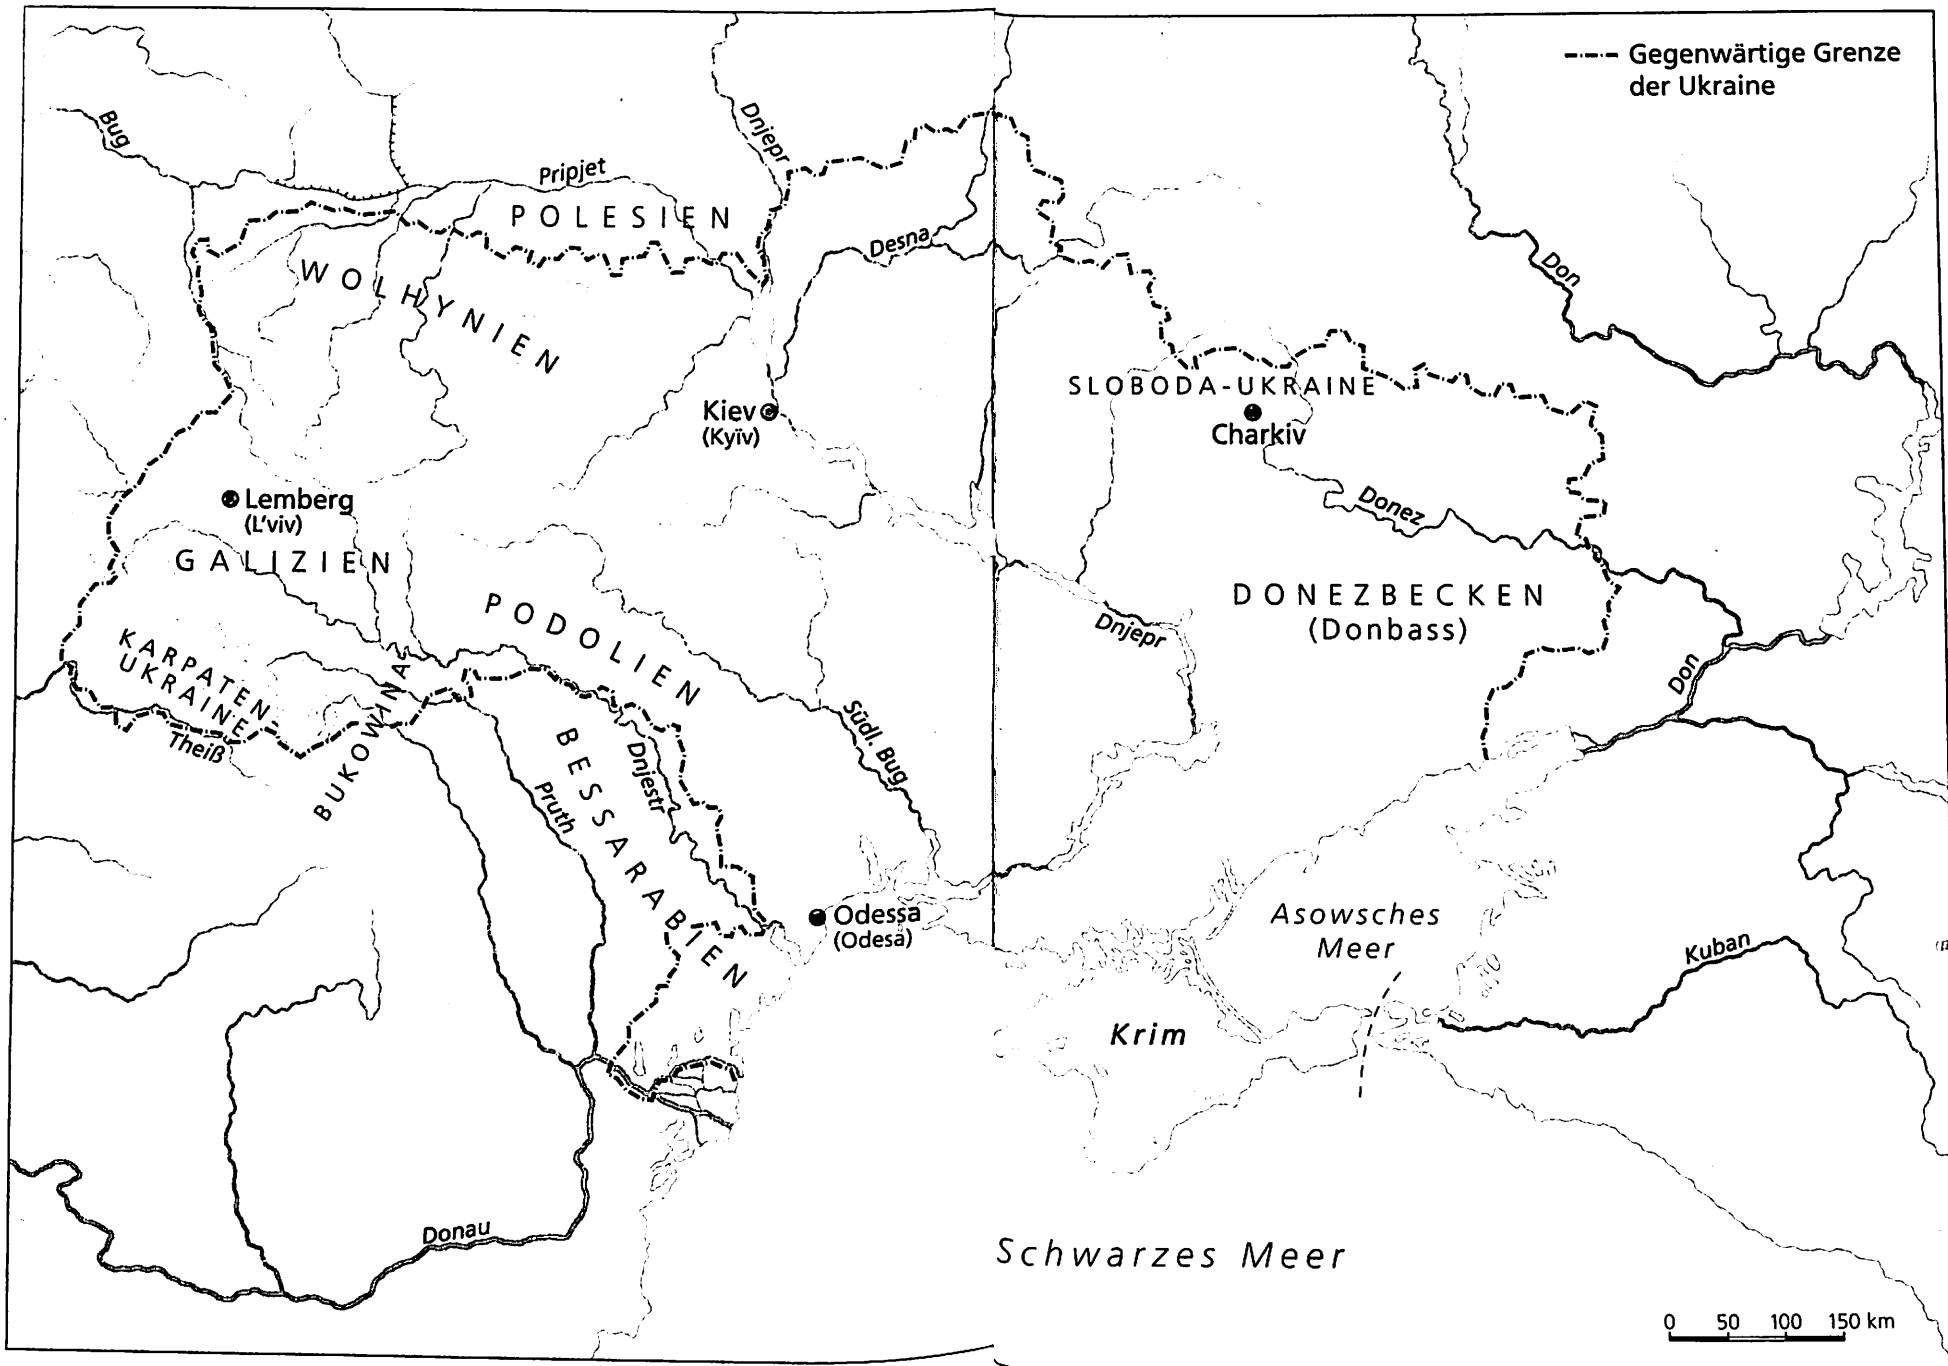 Gegenwärtige Grenze
der Ukraine
Bug
Dnjepr
Pripjet
POLESIEN
Desna
Don
WOLHYNIEN
SLOBODA-UKRAINE
Kiev
(Kyïv)
Charkiv
Lemberg
(L'viv)
Donez
GALIZIEN
PODOLIEN
DONEZBECKEN
(Donbass)
Dnjepr
KARPATEN
UKRAINE
Theiß
BUKOWINA
Don
Südl. Bug
BESSARABIEN
Dnjestr
Pruth
Odessa
(Odesa)
Asowsches
Meer
Kuban
Krim
Donau
Schwarzes Meer
0 50 100 150 km